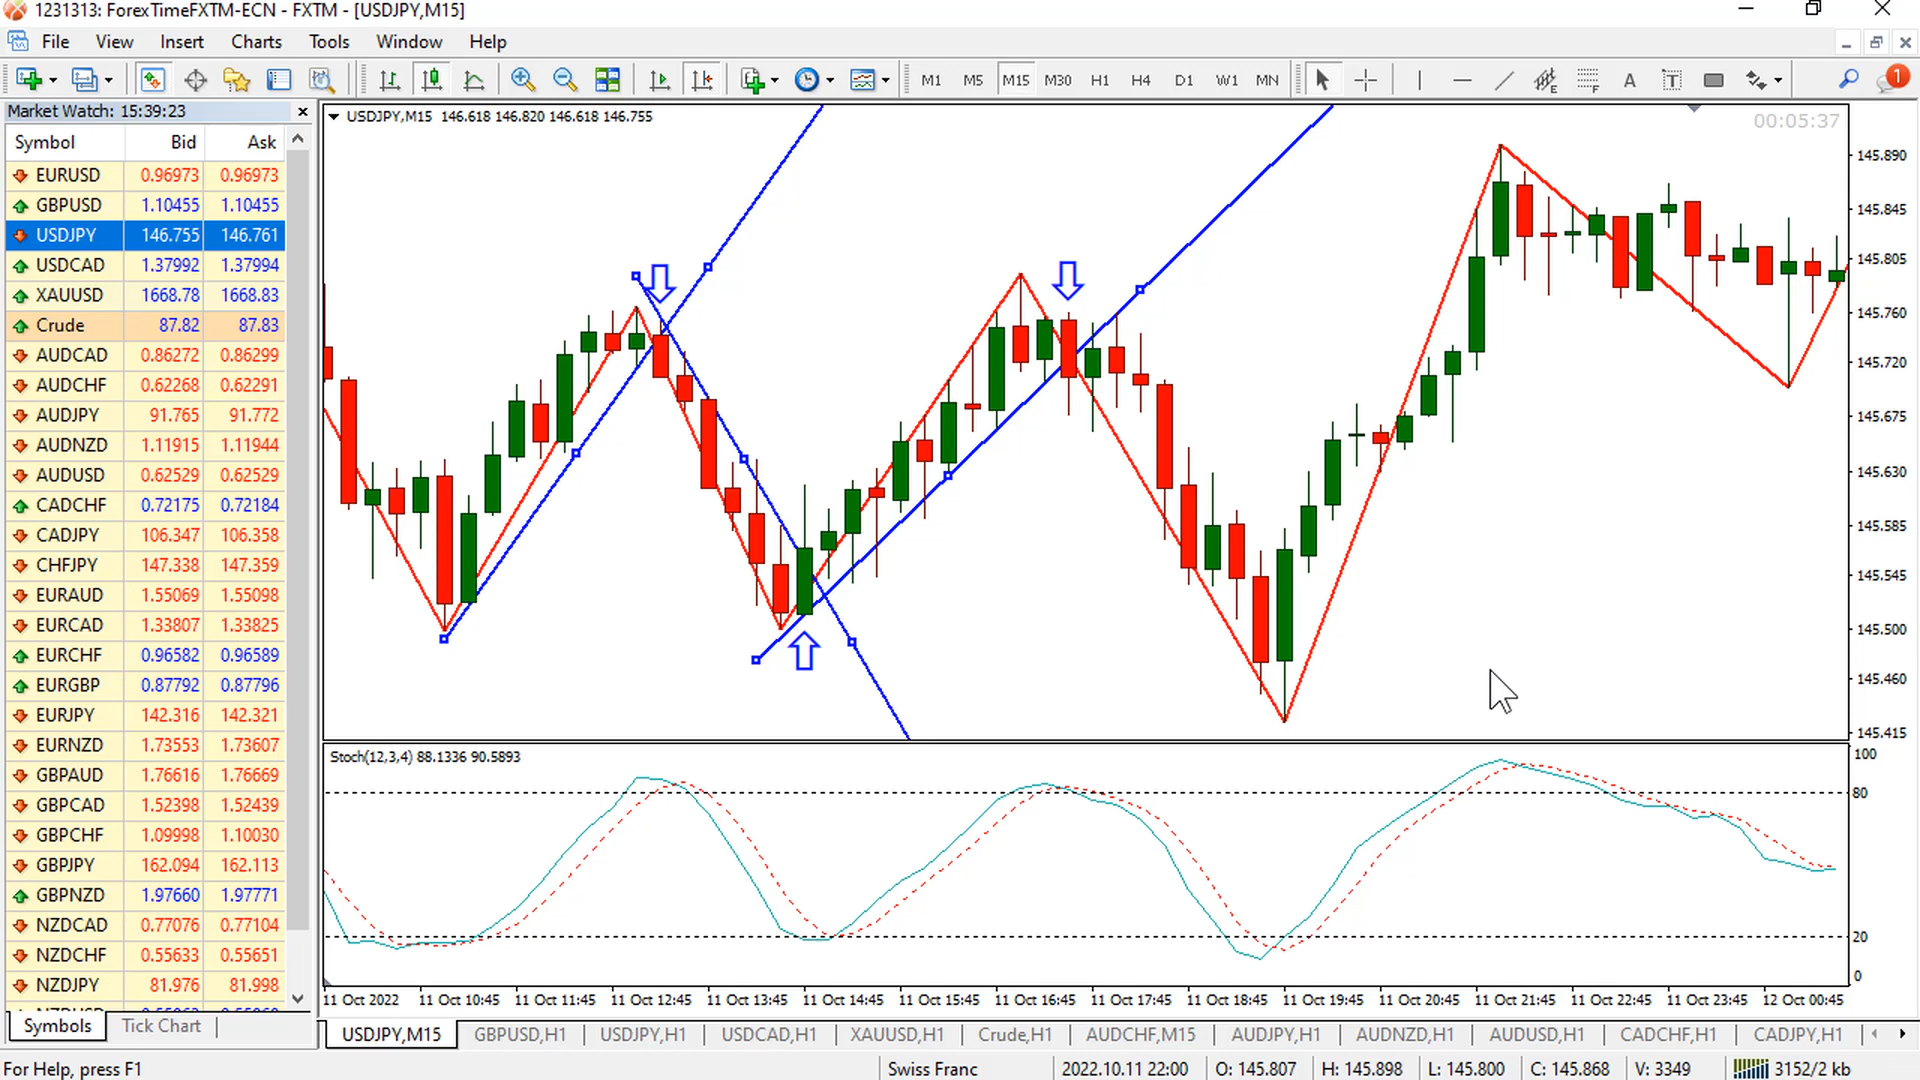 1231313: ForexTimeFXTM-ECN - FXTM - [USDJPY,M15]
File View Insert Charts Tools Window Help
M1 M5 M15 M30 H1 H4 D1 W1 MN E F A T 1
Market Watch: 15:39:23
Symbol Bid Ask
EURUSD 0.96973 0.96973
GBPUSD 1.10455 1.10455
USDJPY 146.755 146.761
USDCAD 1.37992 1.37994
XAUUSD 1668.78 1668.83
Crude 87.82 87.83
AUDCAD 0.86272 0.86299
AUDCHF 0.62268 0.62291
AUDJPY 91.765 91.772
AUDNZD 1.11915 1.11944
AUDUSD 0.62529 0.62529
CADCHF 0.72175 0.72184
CADJPY 106.347 106.358
CHFJPY 147.338 147.359
EURAUD 1.55069 1.55098
EURCAD 1.33807 1.33825
EURCHF 0.96582 0.96589
EURGBP 0.87792 0.87796
EURJPY 142.316 142.321
EURNZD 1.73553 1.73607
GBPAUD 1.76616 1.76669
GBPCAD 1.52398 1.52439
GBPCHF 1.09998 1.10030
GBPJPY 162.094 162.113
GBPNZD 1.97660 1.97771
NZDCAD 0.77076 0.77104
NZDCHF 0.55633 0.55651
NZDJPY 81.976 81.998
Symbols Tick Chart
USDJPY,M15 146.618 146.820 146.618 146.755
00:05:37
145.890
145.845
145.805
145.760
145.720
145.675
145.630
145.585
145.545
145.500
145.460
145.415
Stoch(12,3,4) 88.1336 90.5893
100
80
20
0
11 Oct 2022 11 Oct 10:45 11 Oct 11:45 11 Oct 12:45 11 Oct 13:45 11 Oct 14:45 11 Oct 15:45 11 Oct 16:45 11 Oct 17:45 11 Oct 18:45 11 Oct 19:45 11 Oct 20:45 11 Oct 21:45 11 Oct 22:45 11 Oct 23:45 12 Oct 00:45
USDJPY,M15 GBPUSD,H1 USDJPY,H1 USDCAD,H1 XAUUSD,H1 Crude,H1 AUDCHF,M15 AUDJPY,H1 AUDNZD,H1 AUDUSD,H1 CADCHF,H1 CADJPY,H1
For Help, press F1 Swiss Franc 2022.10.11 22:00 O: 145.807 H: 145.898 L: 145.800 C: 145.868 V: 3349 3152/2 kb